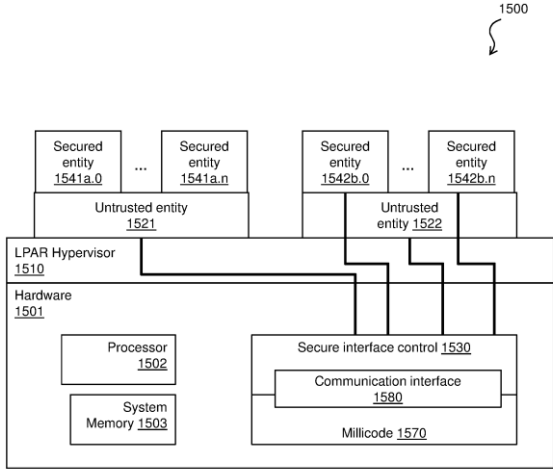 1500
Secured
entity
1541a.0
...
Secured
entity
1541a.n
Secured
entity
1542b.0
...
Secured
entity
1542b.n
Untrusted entity
1521
Untrusted
entity 1522
LPAR Hypervisor
1510
Hardware
1501
Processor
1502
System
Memory 1503
Secure interface control 1530
Communication interface
1580
Millicode 1570